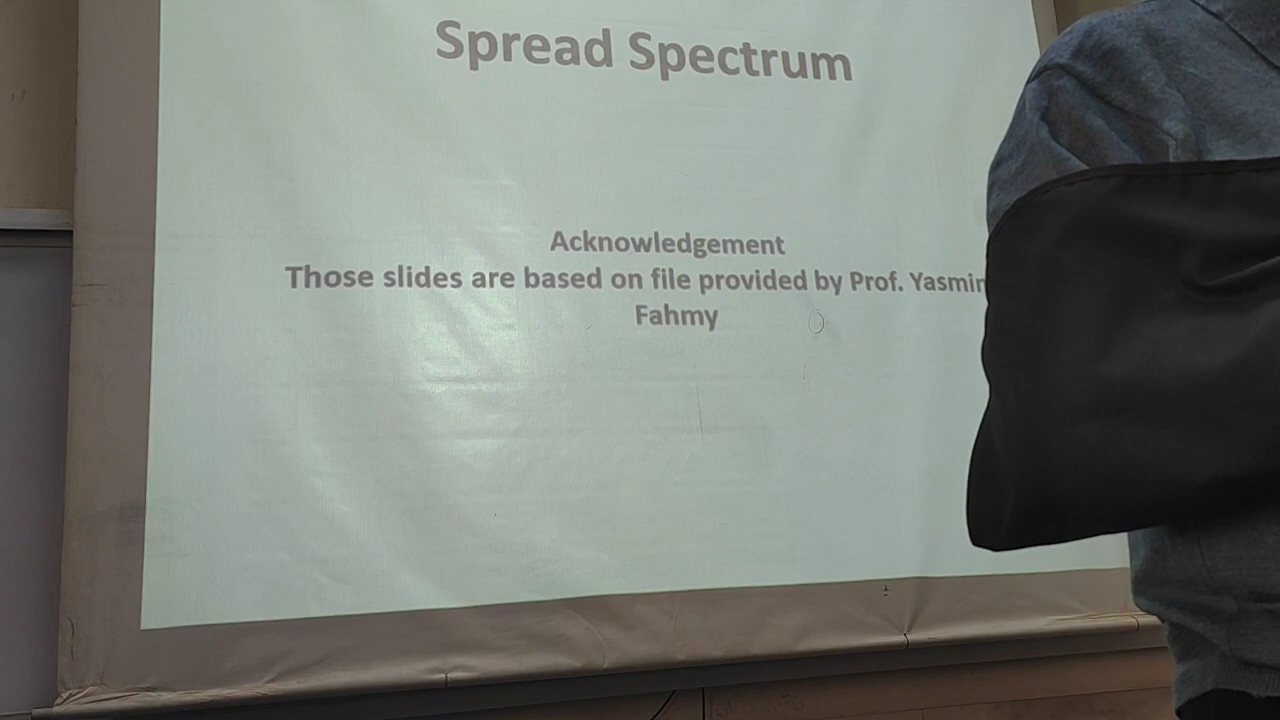 Spread Spectrum
Acknowledgement
Those slides are based on file provided by Prof. Yasmin
Fahmy